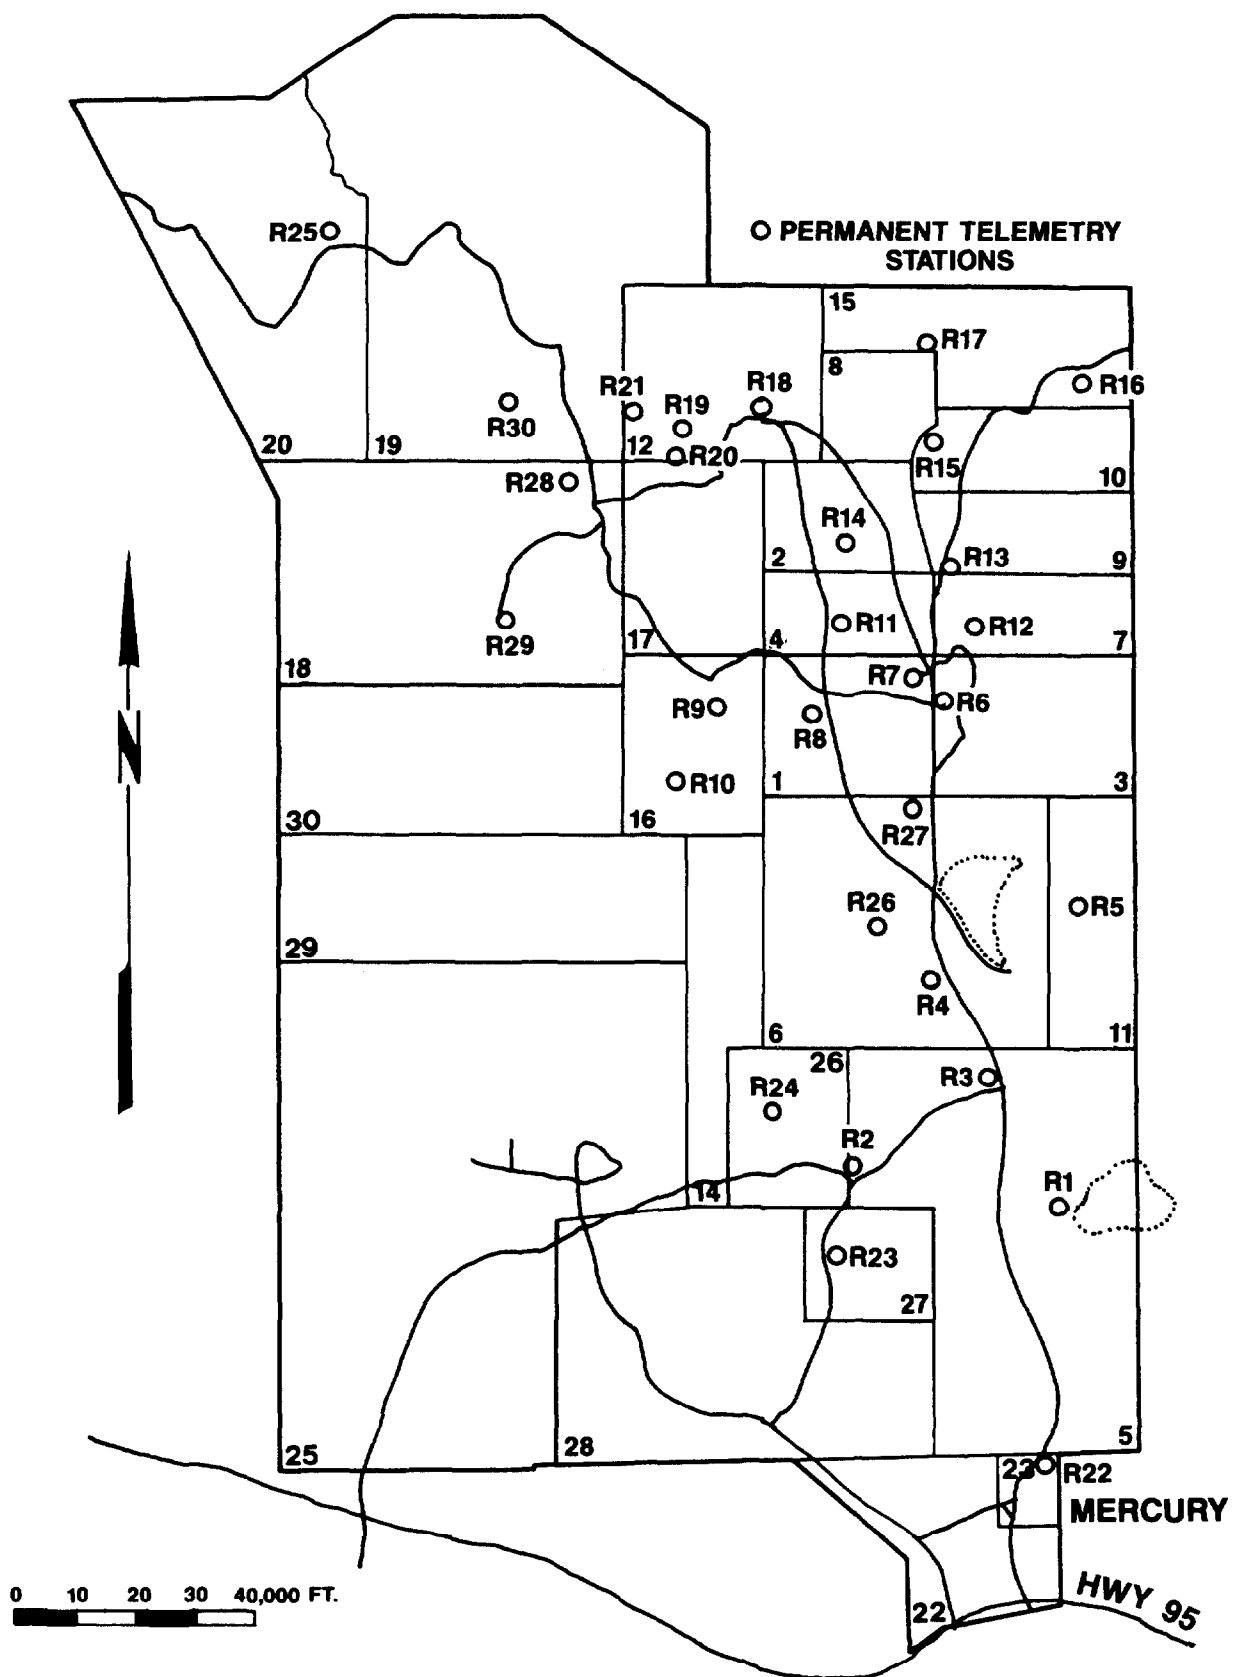 R25
PERMANENT TELEMETRY
STATIONS
15
R17
8
R16
R21
R18
R19
R30
20
19
12
R20
R15
10
R28
R14
2
R13
9
R29
18
17
4
R11
R12
7
R7
R6
R9
R8
R10
1
3
30
16
R27
N
29
R26
R5
R4
6
11
26
R24
R3
R2
14
R1
R23
27
25
28
5
23
R22
MERCURY
22
HWY 95
0 10 20 30 40,000 FT.